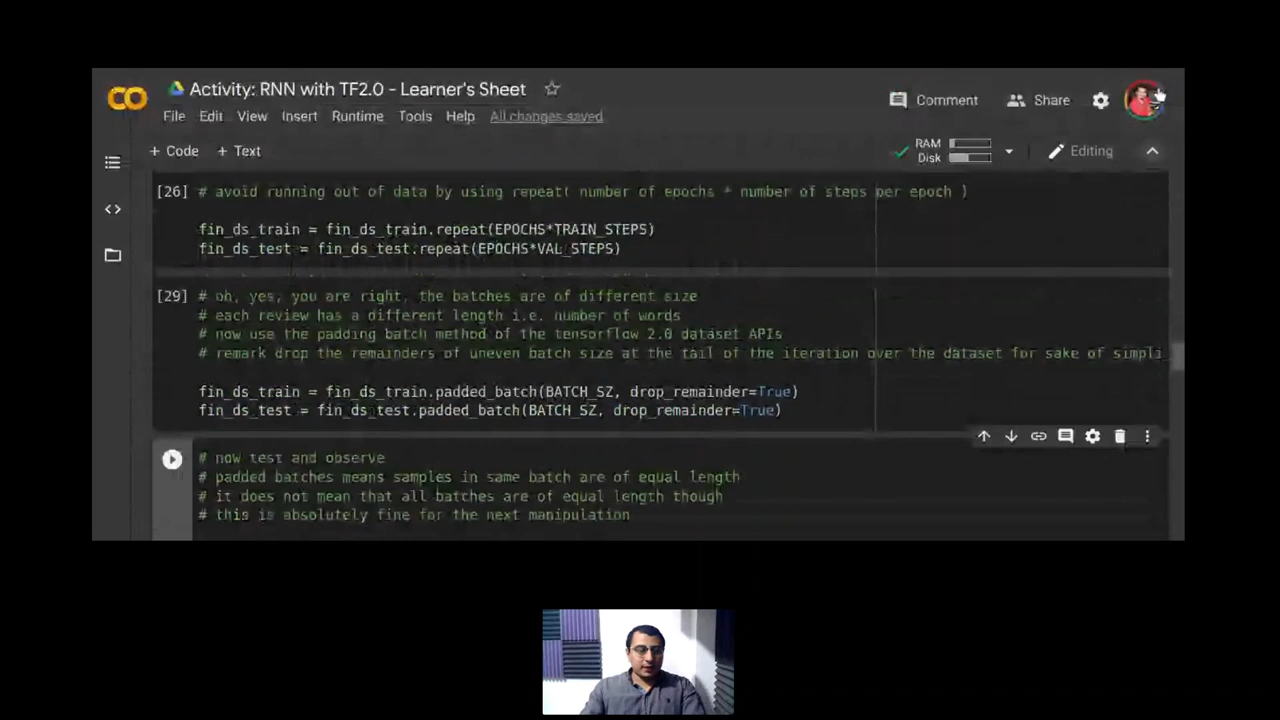 Activity: RNN with TF2.0 - Learner's Sheet
Comment
Share
File Edit View Insert Runtime Tools Help All changes saved
+ Code + Text
RAM
Disk
Editing
[26] # avoid running out of data by using repeat( number of epochs * number of steps per epoch )
fin_ds_train = fin_ds_train.repeat(EPOCHS*TRAIN_STEPS)
fin_ds_test = fin_ds_test.repeat(EPOCHS*VAL_STEPS)
[29] # oh, yes, you are right, the batches are of different size
# each review has a different length i.e. number of words
# now use the padding batch method of the tensorflow 2.0 dataset APIs
# remark drop the remainders of uneven batch size at the tail of the iteration over the dataset for sake of simpli
fin_ds_train = fin_ds_train.padded_batch(BATCH_SZ, drop_remainder=True)
fin_ds_test = fin_ds_test.padded_batch(BATCH_SZ, drop_remainder=True)
# now test and observe
# padded batches means samples in same batch are of equal length
# it does not mean that all batches are of equal length though
# this is absolutely fine for the next manipulation